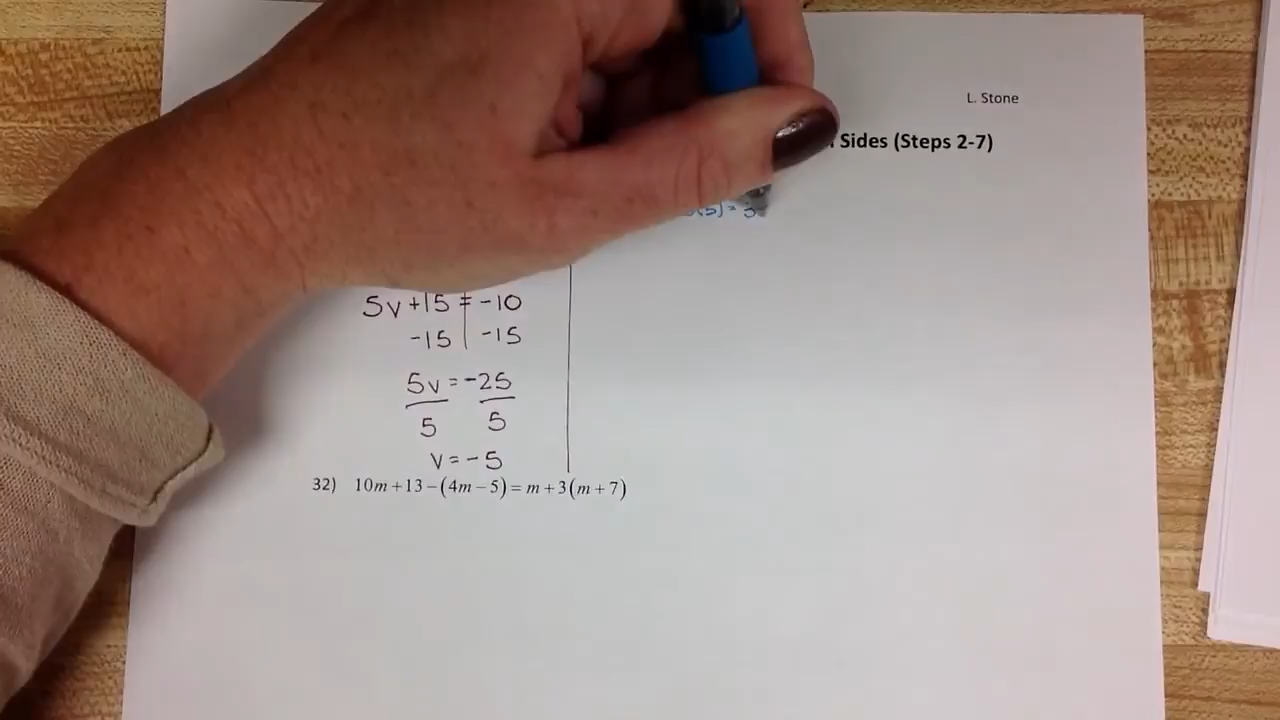 L. Stone
Sides (Steps 2-7)
5v +15 = -10
-15 | -15
5v = -25
5 5
v = -5
32) 10m+13-(4m-5)=m+3(m+7)